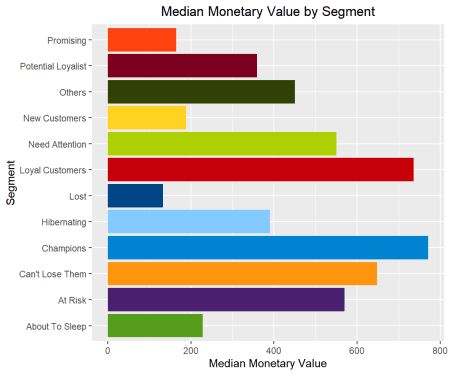 Median Monetary Value by Segment
Promising
Potential Loyalist
Others
New Customers
Need Attention
Loyal Customers
Lost
Hibernating
Champions
Can't Lose Them
At Risk
About To Sleep
Segment
0 200 400 600 800
Median Monetary Value